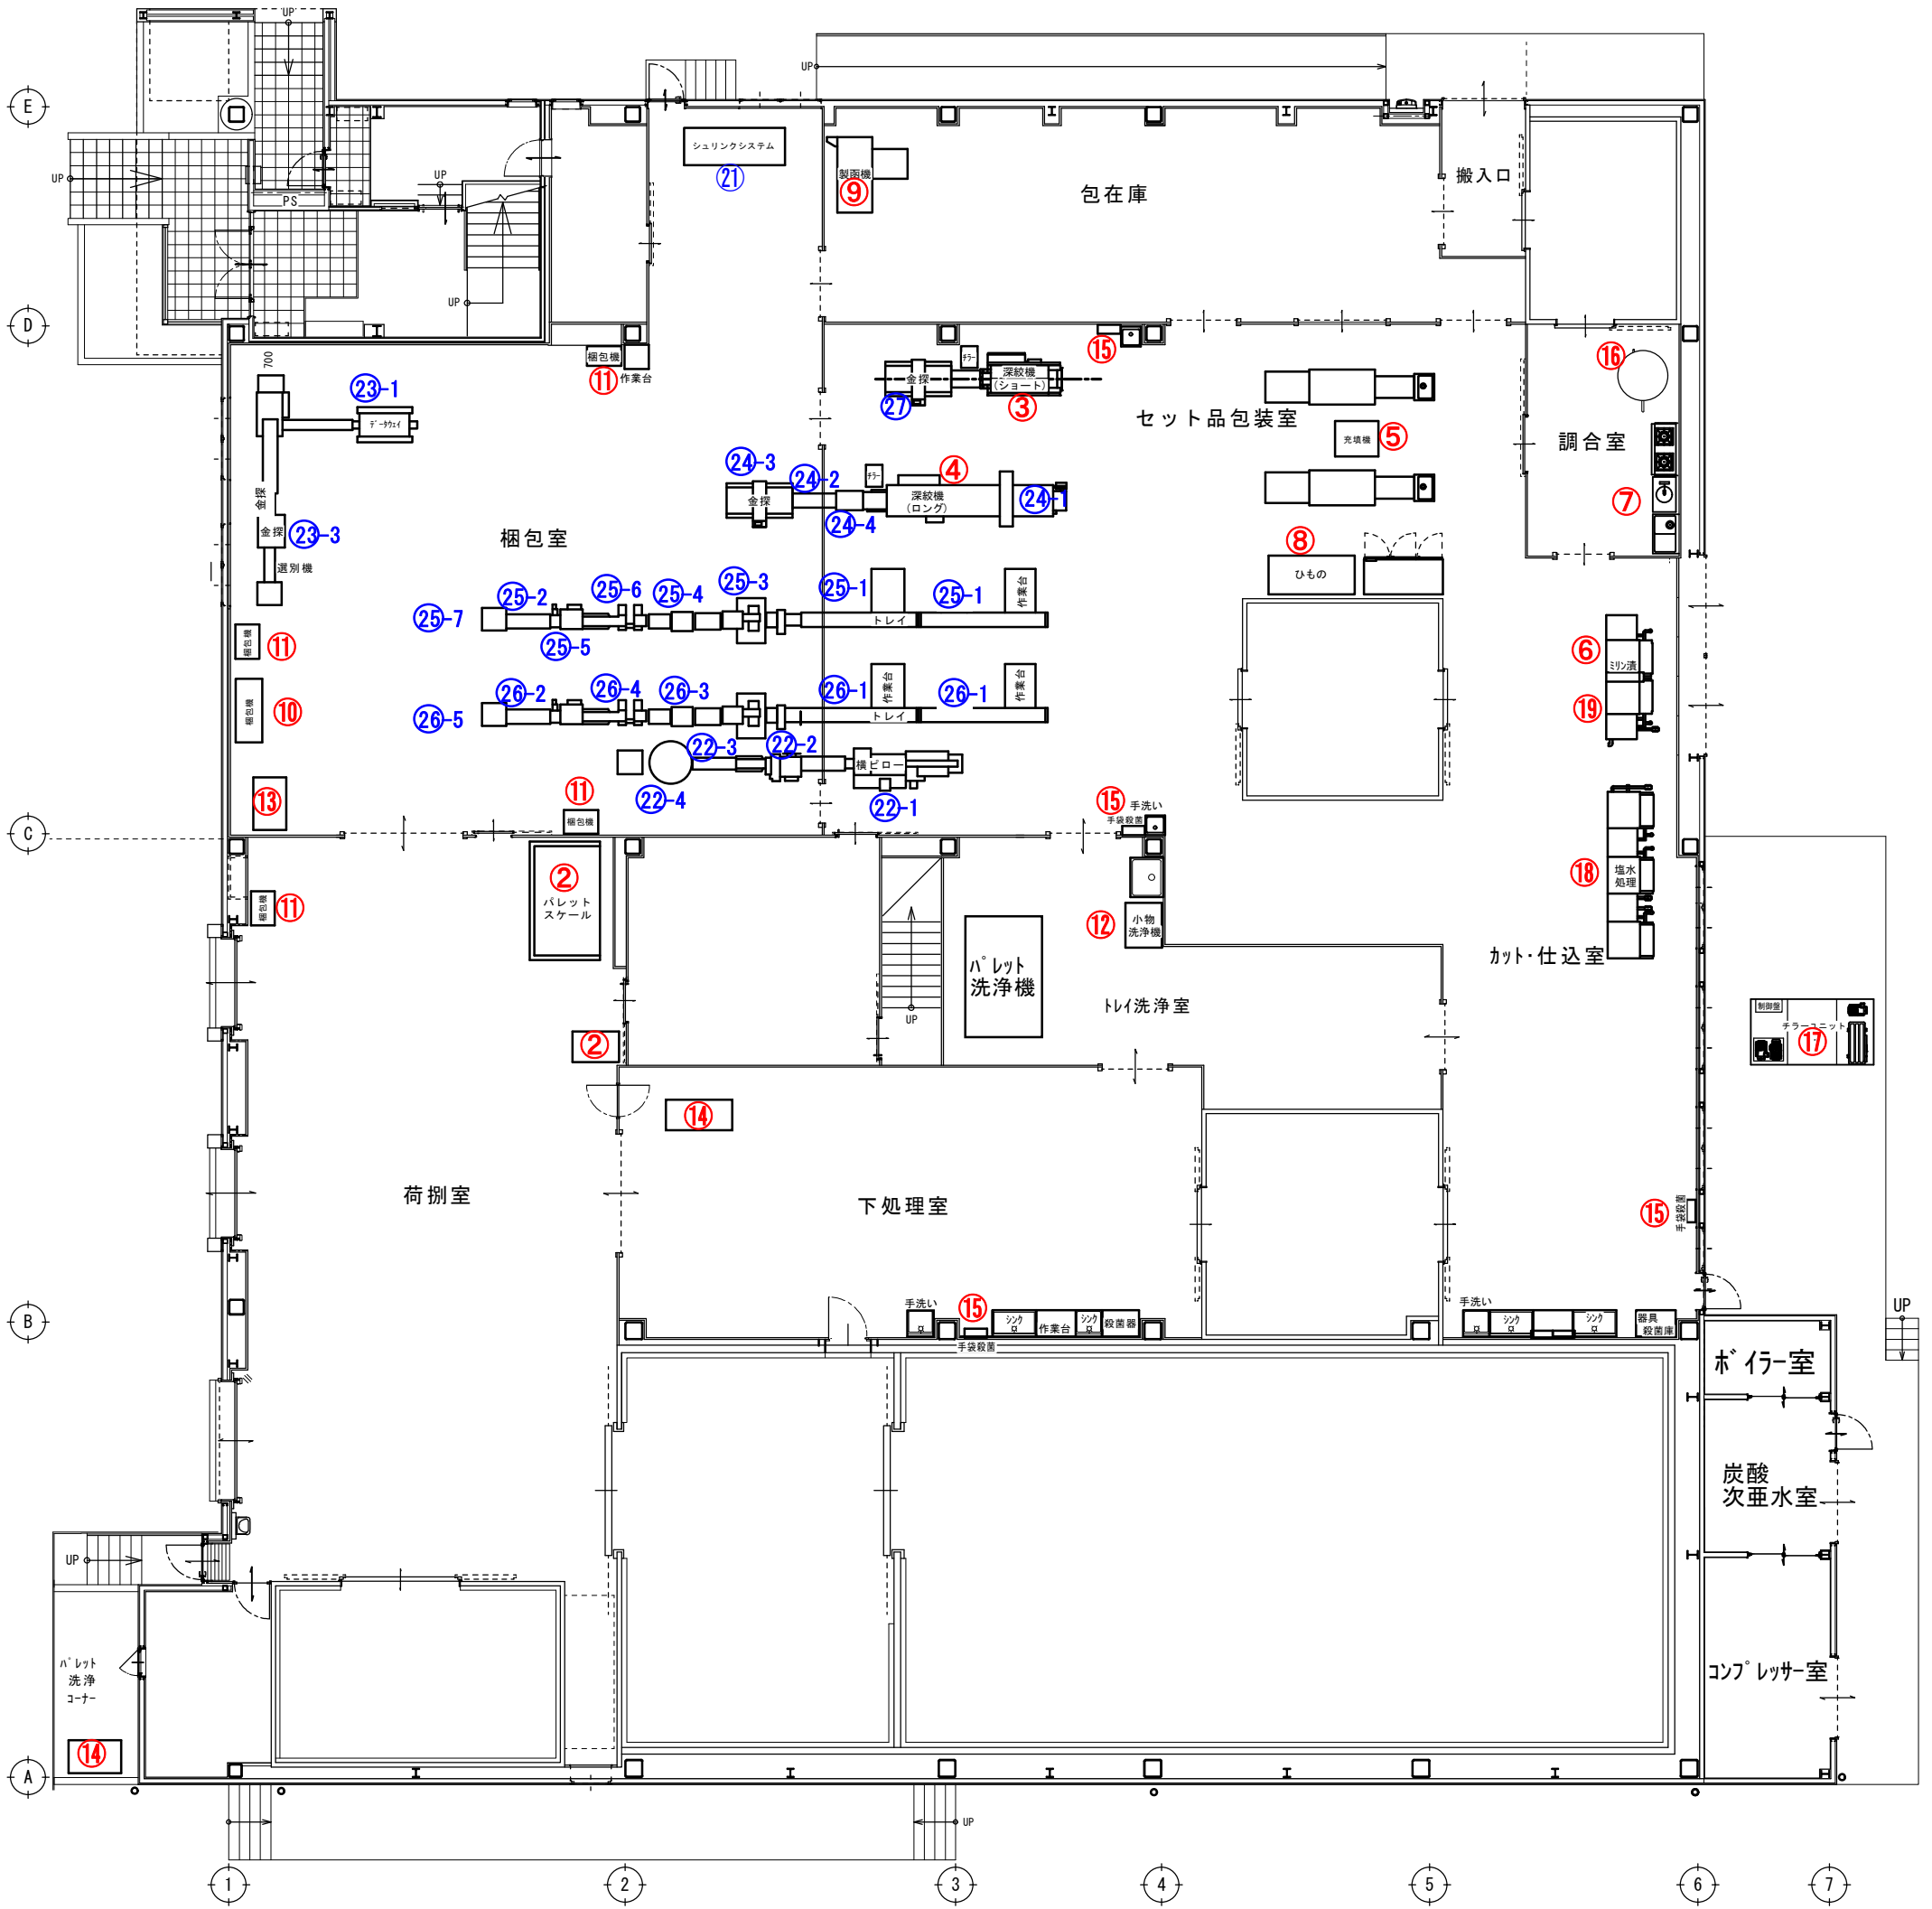 UP
UP
E
シュリンクシステム
㉑
製函機
⑨
包在庫
搬入口
UP
UP
PS
UP
D
700
梱包機
⑪
作業台
㉓-1
データウェイ
金探
金探
㉓-3
選別機
梱包室
チラー
金探
㉗
深絞機
(ショート)
③
⑮
セット品包装室
充填機
⑤
⑯
調合室
⑦
㉔-3
㉔-2
チラー
④
金探
深絞機
(ロング)
㉔-1
㉔-4
⑧
ひもの
㉕-7
㉕-2
㉕-6
㉕-4
㉕-3
㉕-1
㉕-1
作業台
㉕-5
トレイ
梱包機
⑪
梱包機
⑩
㉖-5
㉖-2
㉖-4
㉖-3
㉖-1
作業台
㉖-1
作業台
トレイ
㉒-3
㉒-2
横ピロー
㉒-4
㉒-1
⑥
ミリン漬
⑲
⑬
⑪
梱包機
⑮
手洗い
手袋殺菌
C
⑱
塩水
処理
②
パレット
スケール
梱包機
⑪
⑫
小物
洗浄機
パレット
洗浄機
カット・仕込室
トレイ洗浄室
UP
制御盤
チラーユニット
⑰
②
⑭
荷捌室
下処理室
⑮
手袋殺菌
B
手洗い
⑮
シンク
作業台
シンク
殺菌器
手袋殺菌
手洗い
シンク
シンク
器具
殺菌庫
UP
ボイラー室
炭酸
次亜水室
UP
コンプレッサー室
パレット
洗浄
コーナー
⑭
A
UP
1
2
3
4
5
6
7